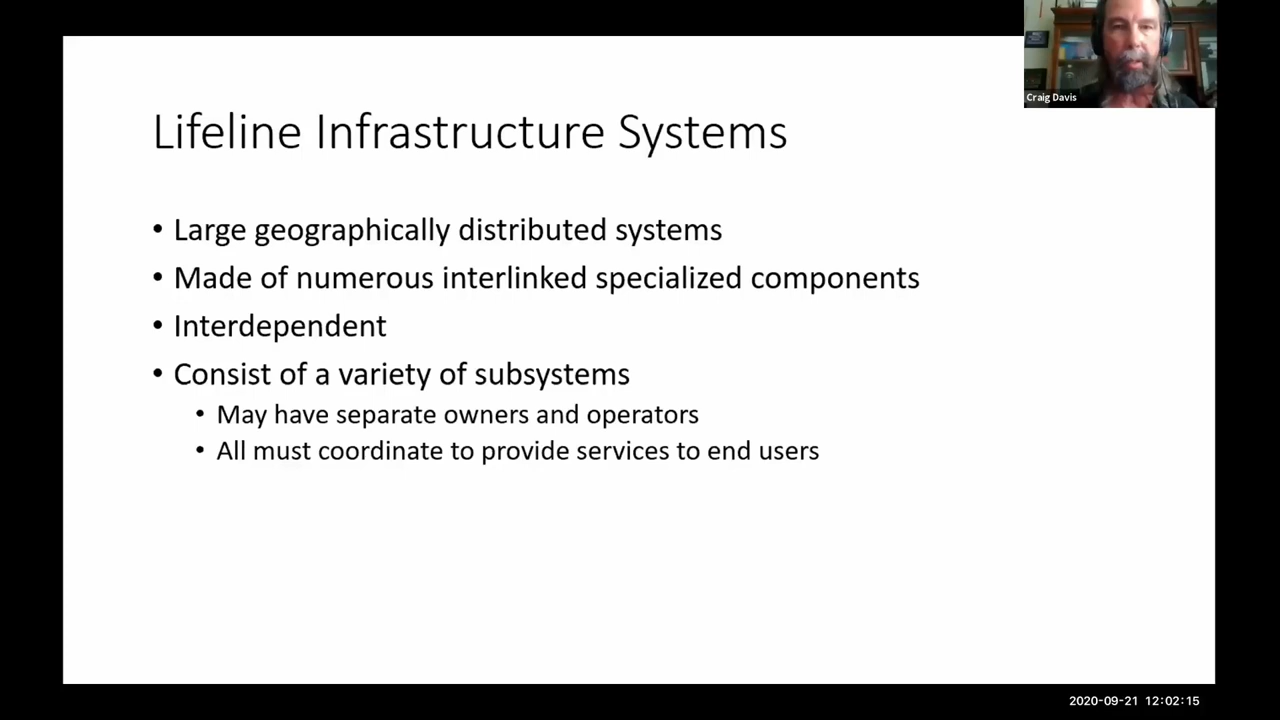 Craig Davis
Lifeline Infrastructure Systems
• Large geographically distributed systems
• Made of numerous interlinked specialized components
• Interdependent
• Consist of a variety of subsystems
• May have separate owners and operators
• All must coordinate to provide services to end users
2020-09-21 12:02:15